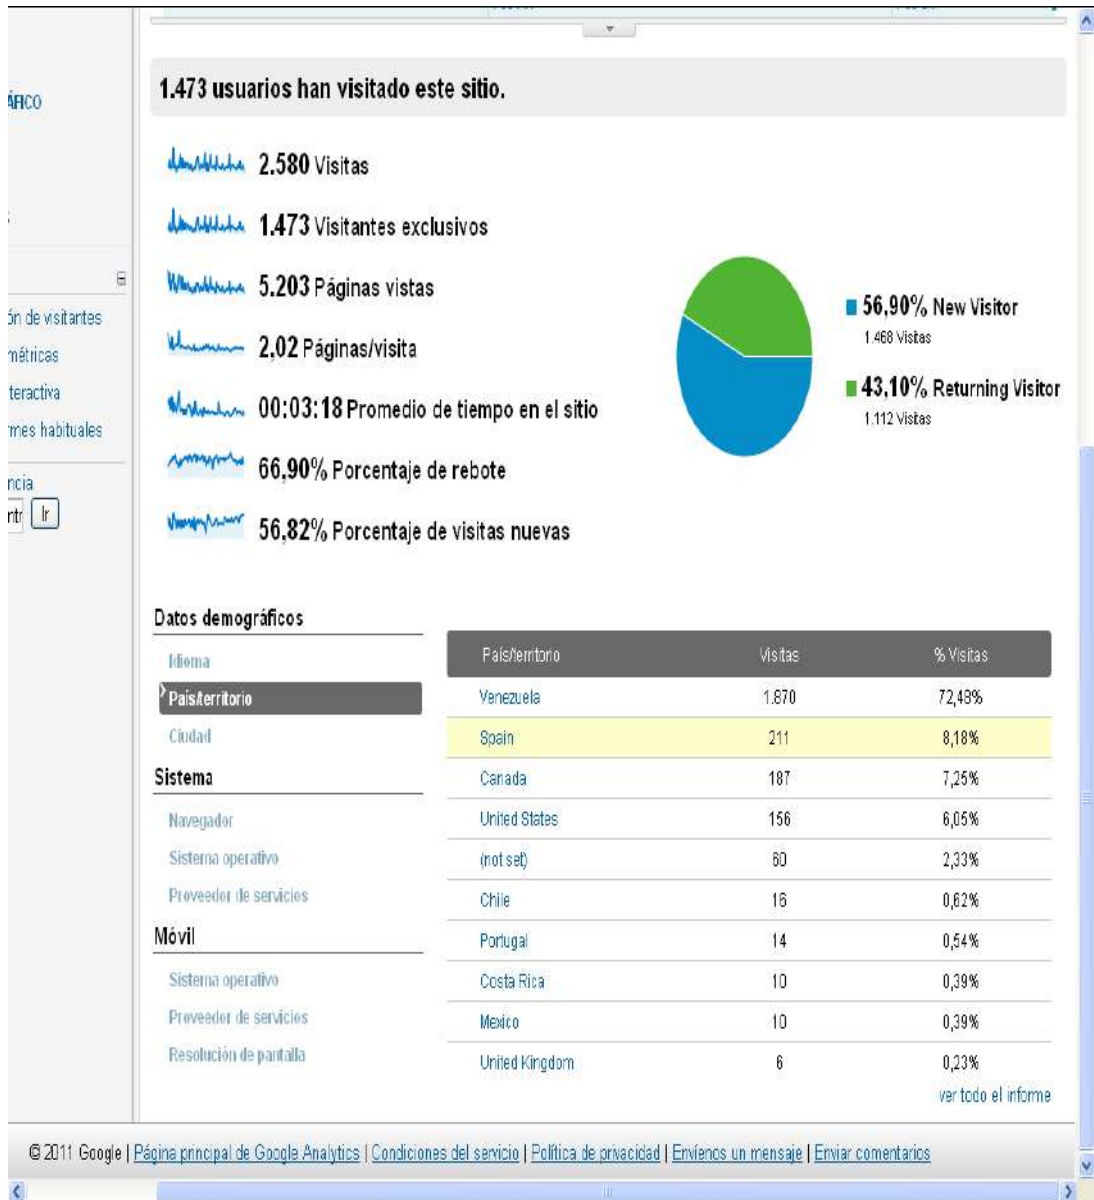 1.473 usuarios han visitado este sitio.
ÁFICO
2.580 Visitas
1.473 Visitantes exclusivos
5.203 Páginas vistas
ón de visitantes
métricas
teractiva
rmes habituales
ncia
ntr Ir
2,02 Páginas/visita
00:03:18 Promedio de tiempo en el sitio
66,90% Porcentaje de rebote
56,82% Porcentaje de visitas nuevas
56,90% New Visitor
1.468 Visitas
43,10% Returning Visitor
1.112 Visitas
Datos demográficos
Idioma
País/territorio
Ciudad
Sistema
Navegador
Sistema operativo
Proveedor de servicios
Móvil
Sistema operativo
Proveedor de servicios
Resolución de pantalla
País/territorio Visitas % Visitas
Venezuela 1.870 72,48%
Spain 211 8,18%
Canada 187 7,25%
United States 156 6,05%
(not set) 60 2,33%
Chile 16 0,62%
Portugal 14 0,54%
Costa Rica 10 0,39%
Mexico 10 0,39%
United Kingdom 6 0,23%
ver todo el informe
© 2011 Google | Página principal de Google Analytics | Condiciones del servicio | Política de privacidad | Envíenos un mensaje | Enviar comentarios